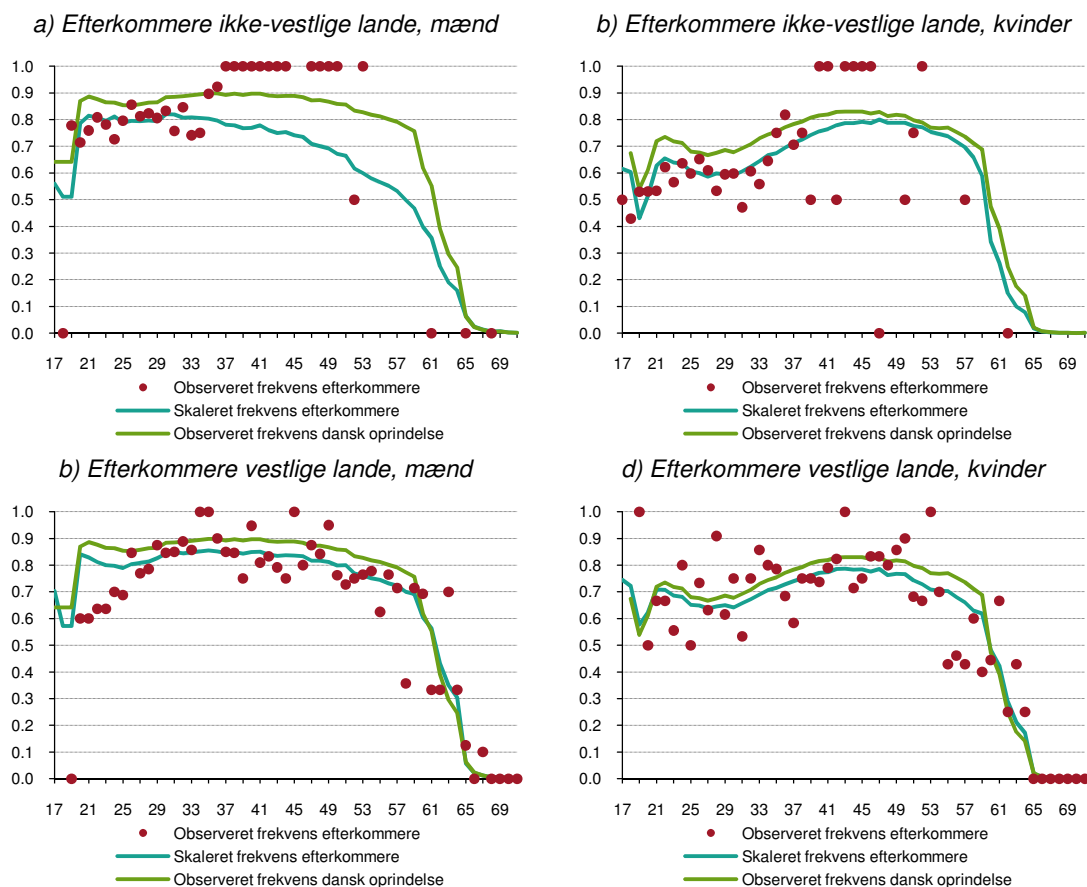 a) Efterkommere ikke-vestlige lande, mænd
1.0
0.9
0.8
0.7
0.6
0.5
0.4
0.3
0.2
0.1
0.0
17 21 25 29 33 37 41 45 49 53 57 61 65 69
Observeret frekvens efterkommere
Skaleret frekvens efterkommere
Observeret frekvens dansk oprindelse
b) Efterkommere ikke-vestlige lande, kvinder
1.0
0.9
0.8
0.7
0.6
0.5
0.4
0.3
0.2
0.1
0.0
17 21 25 29 33 37 41 45 49 53 57 61 65 69
Observeret frekvens efterkommere
Skaleret frekvens efterkommere
Observeret frekvens dansk oprindelse
b) Efterkommere vestlige lande, mænd
1.0
0.9
0.8
0.7
0.6
0.5
0.4
0.3
0.2
0.1
0.0
17 21 25 29 33 37 41 45 49 53 57 61 65 69
Observeret frekvens efterkommere
Skaleret frekvens efterkommere
Observeret frekvens dansk oprindelse
d) Efterkommere vestlige lande, kvinder
1.0
0.9
0.8
0.7
0.6
0.5
0.4
0.3
0.2
0.1
0.0
17 21 25 29 33 37 41 45 49 53 57 61 65 69
Observeret frekvens efterkommere
Skaleret frekvens efterkommere
Observeret frekvens dansk oprindelse